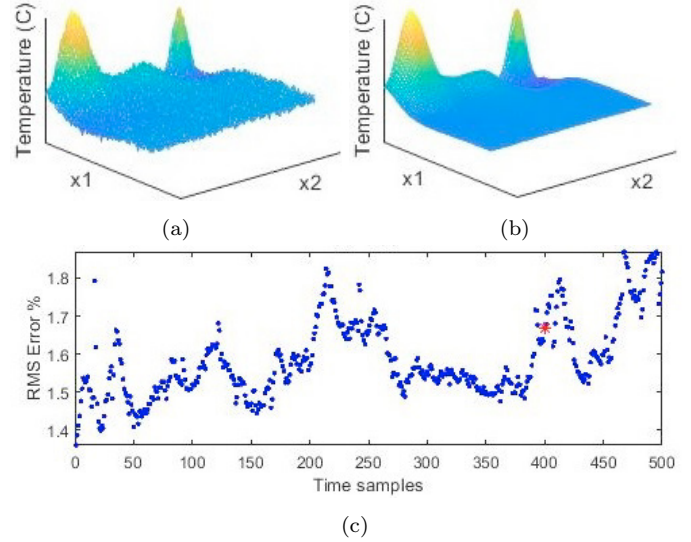 Temperature (C)
x1
x2
(a)
Temperature (C)
x1
x2
(b)
RMS Error %
1.8
1.7
1.6
1.5
1.4
0 50 100 150 200 250 300 350 400 450 500
Time samples
(c)